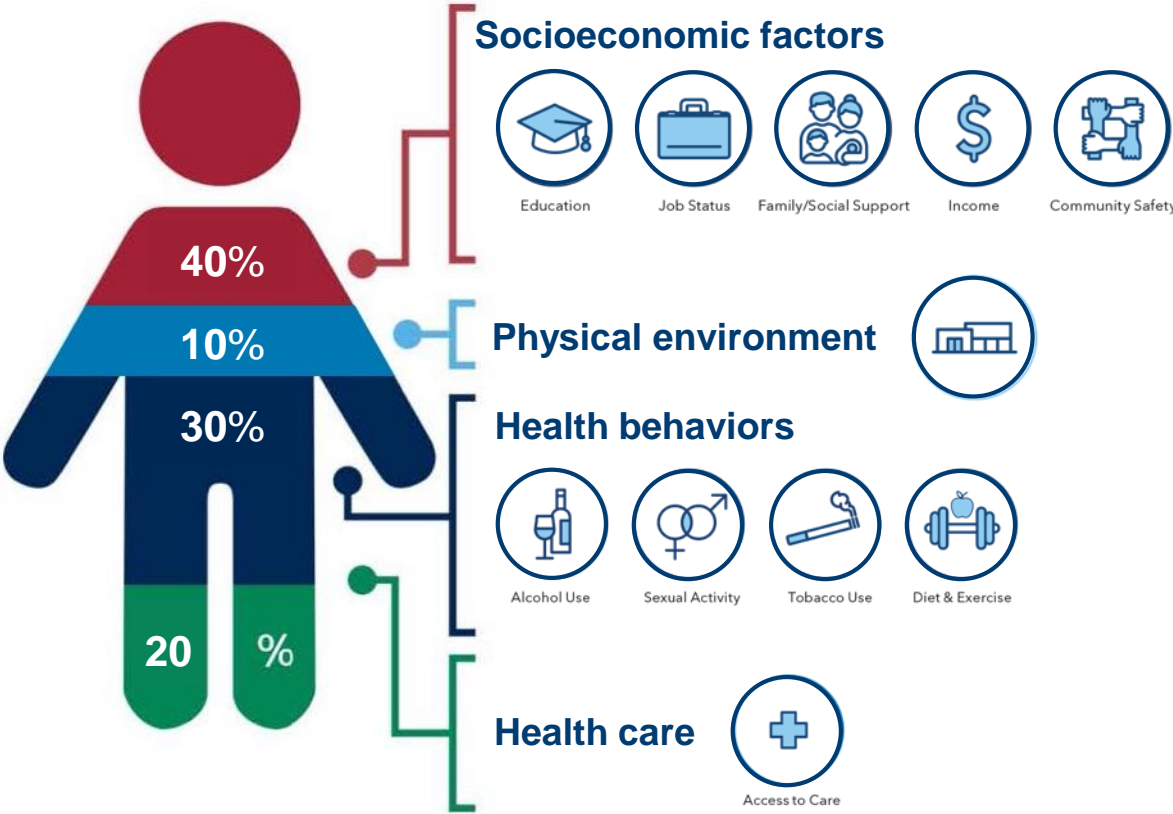 Socioeconomic factors
Education
Job Status
Family/Social Support
Income
Community Safety
40%
10%
Physical environment
30%
Health behaviors
Alcohol Use
Sexual Activity
Tobacco Use
Diet & Exercise
20 %
Health care
Access to Care